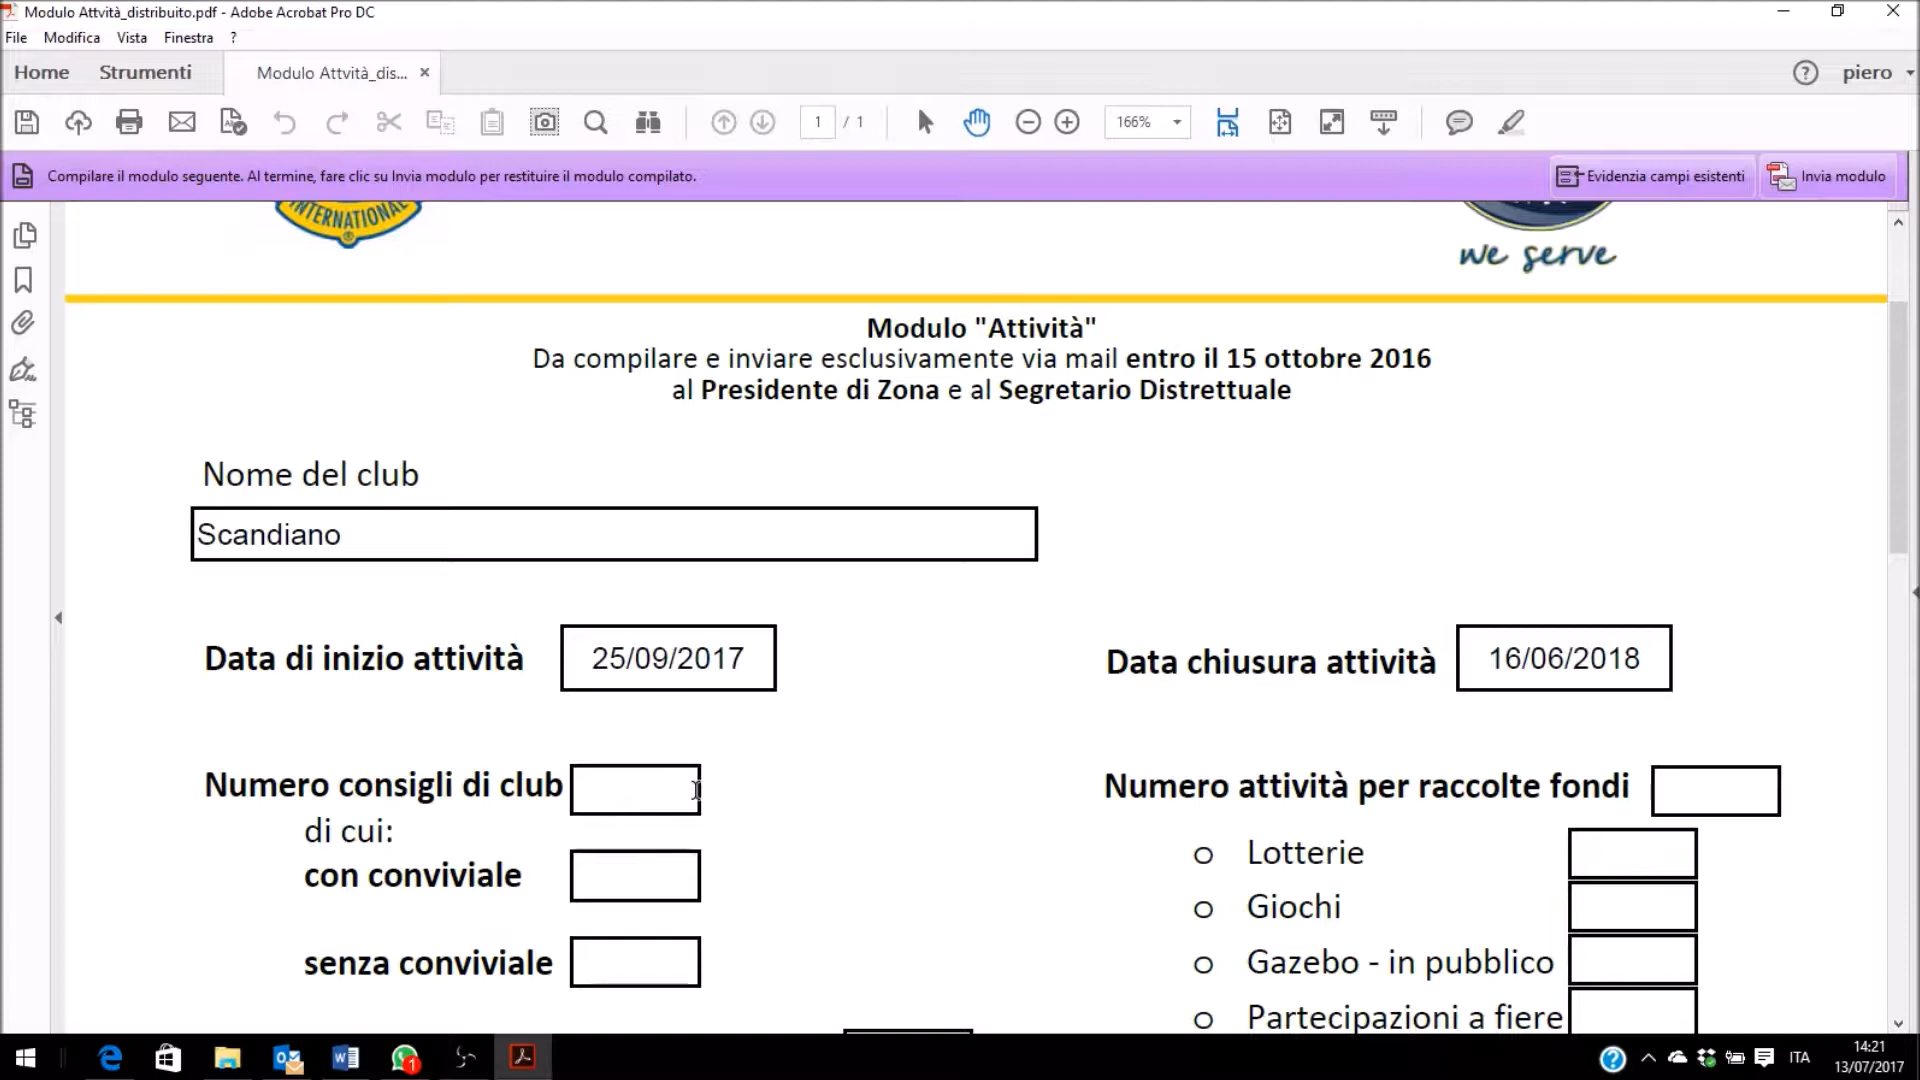 Modulo Attvità_distribuito.pdf - Adobe Acrobat Pro DC
File Modifica Vista Finestra ?
Home Strumenti Modulo Attvità_dis... × ? piero
1 / 1 166%
Compilare il modulo seguente. Al termine, fare clic su Invia modulo per restituire il modulo compilato. Evidenzia campi esistenti Invia modulo
INTERNATIONAL
®
we serve
Modulo "Attività"
Da compilare e inviare esclusivamente via mail entro il 15 ottobre 2016
al Presidente di Zona e al Segretario Distrettuale
Nome del club
Scandiano
Data di inizio attività 25/09/2017 Data chiusura attività 16/06/2018
Numero consigli di club Numero attività per raccolte fondi
di cui:
con conviviale
senza conviviale
o Lotterie
o Giochi
o Gazebo - in pubblico
o Partecipazioni a fiere
1
ITA
14:21
13/07/2017